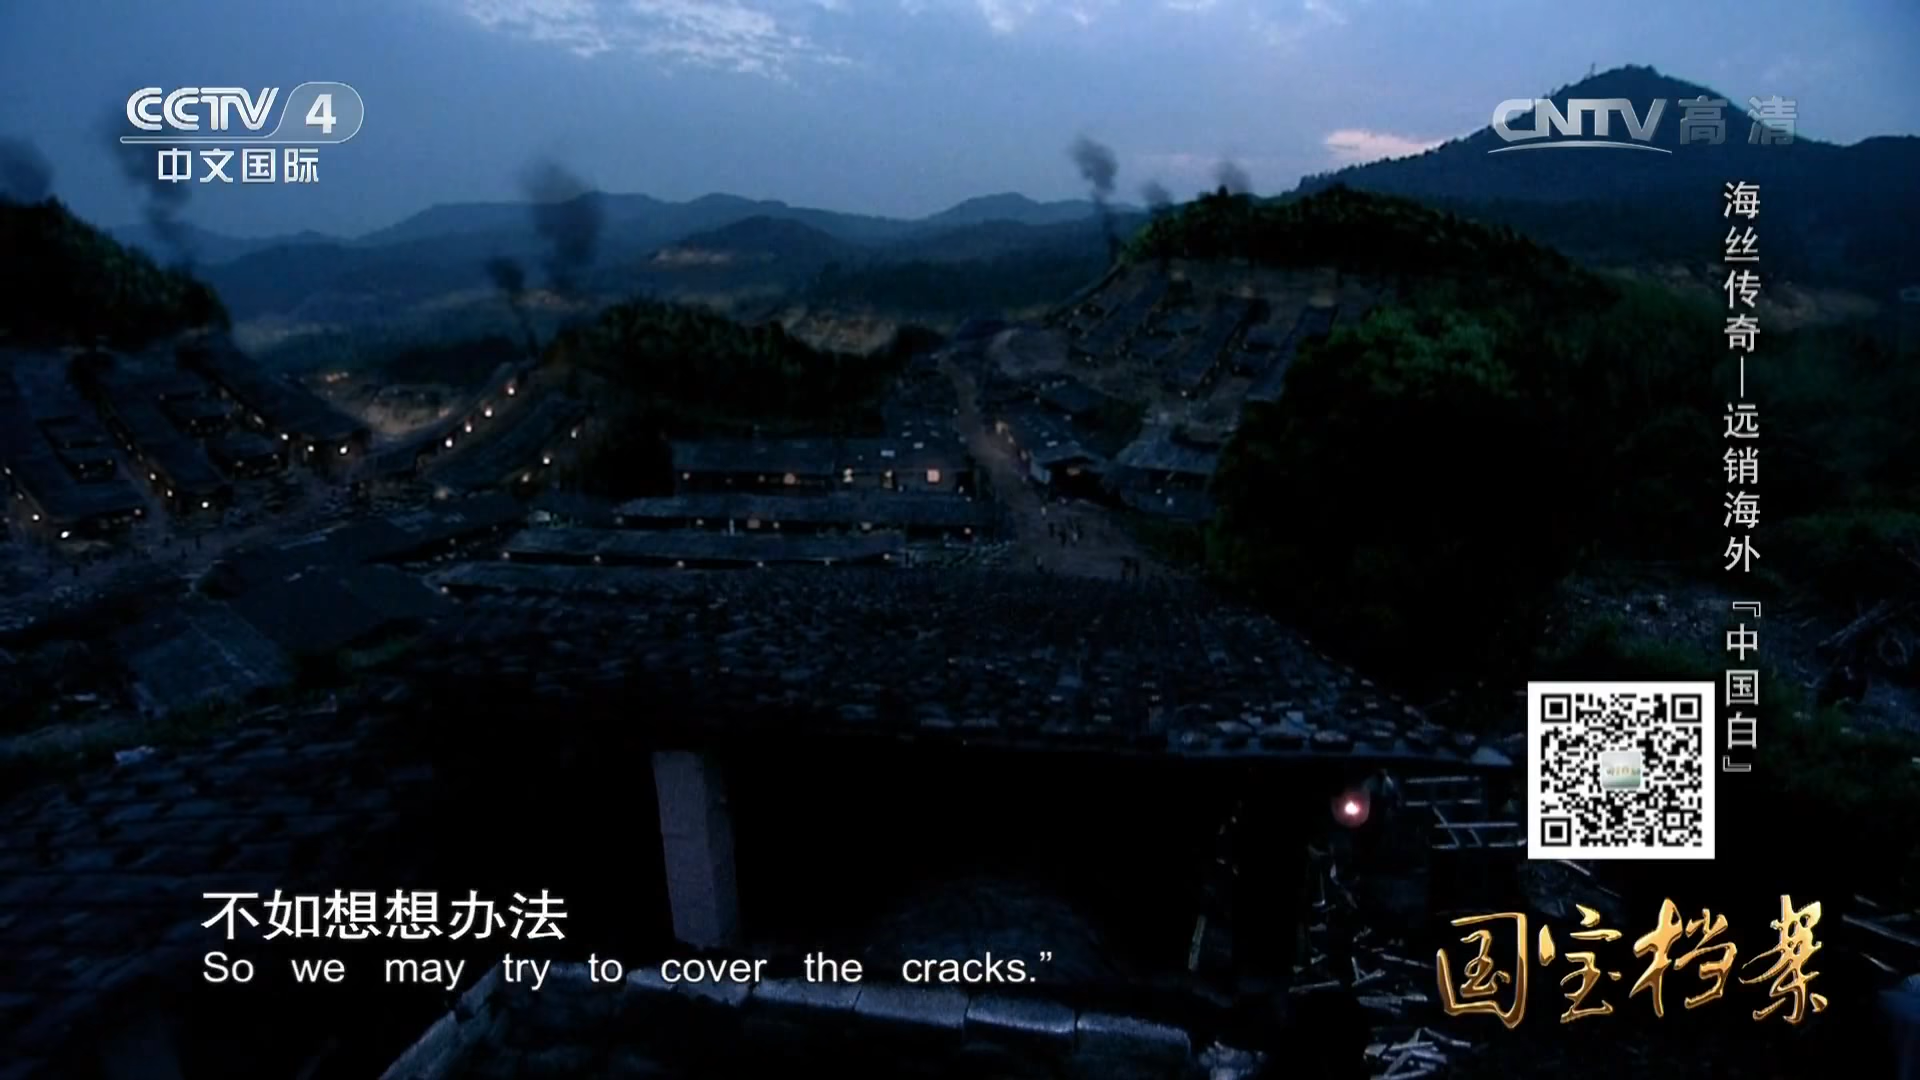 CCTV 4
中文国际
CNTV 高清
海丝传奇—远销海外『中国白』
不如想想办法
So we may try to cover the cracks.”
国宝档案